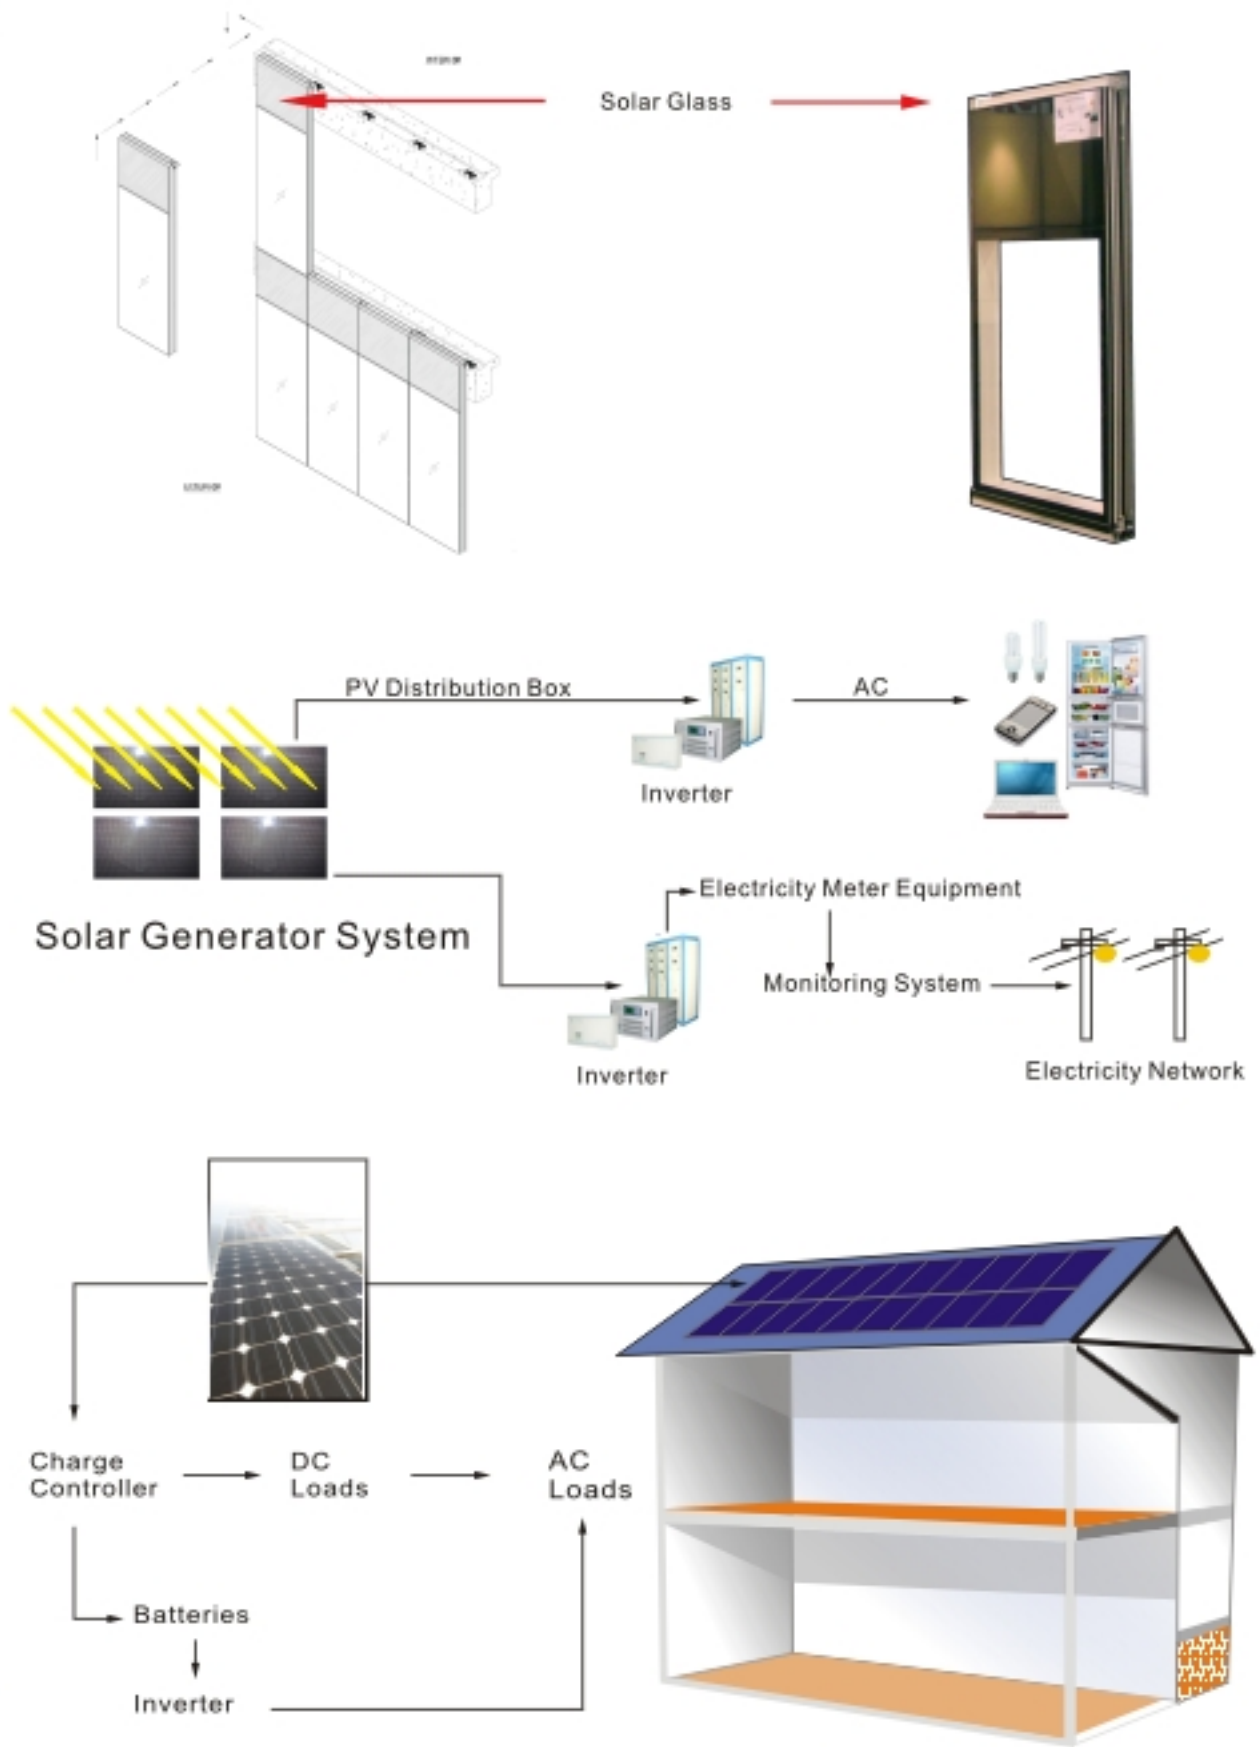 Solar Glass
PV Distribution Box
AC
Inverter
Electricity Meter Equipment
Solar Generator System
Monitoring System
Inverter
Electricity Network
Charge
Controller
DC
Loads
AC
Loads
Batteries
Inverter